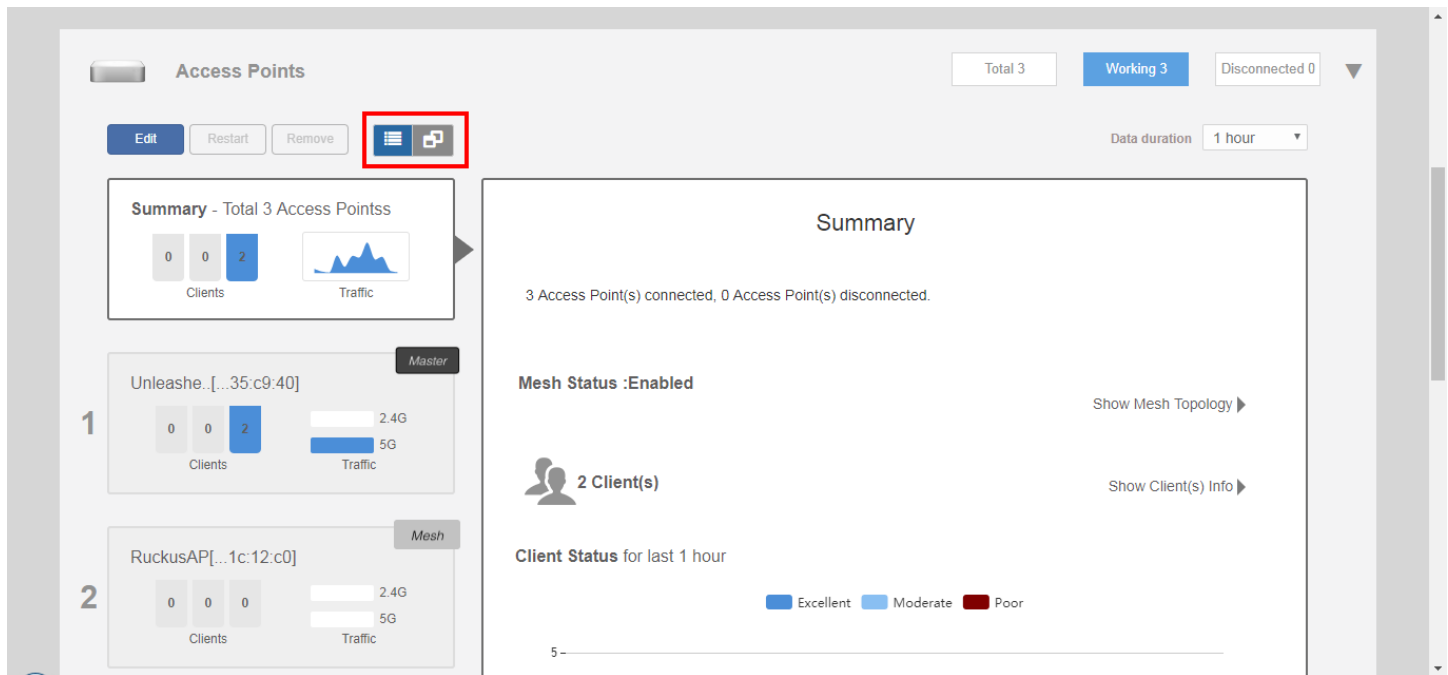 Access Points
Total 3
Working 3
Disconnected 0
Edit
Restart
Remove
Data duration
1 hour
Summary - Total 3 Access Pointss
0 0 2
Clients
Traffic
Summary
3 Access Point(s) connected, 0 Access Point(s) disconnected.
Mesh Status :Enabled
Show Mesh Topology
2 Client(s)
Show Client(s) Info
Client Status for last 1 hour
Excellent
Moderate
Poor
5
1
Master
Unleashe..[...35:c9:40]
0 0 2
Clients
2.4G
5G
Traffic
2
Mesh
RuckusAP[...1c:12:c0]
0 0 0
Clients
2.4G
5G
Traffic